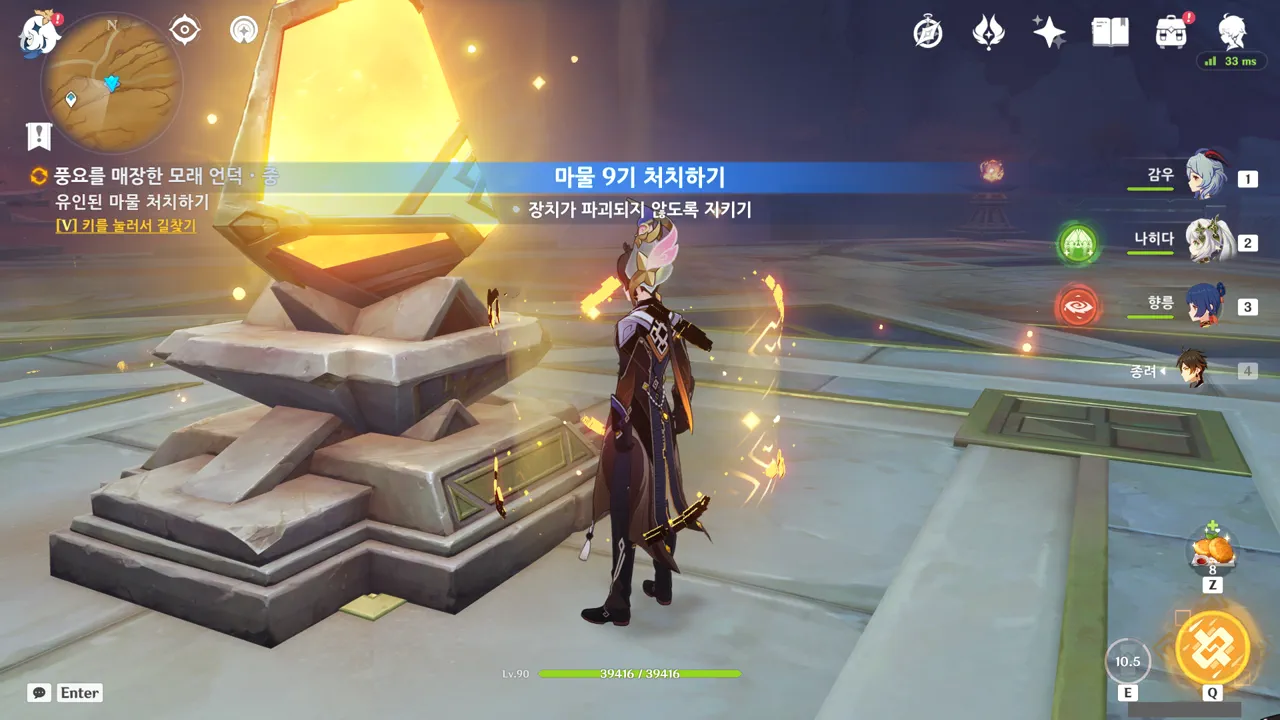 N
33 ms
마물 9기 처치하기
장치가 파괴되지 않도록 지키기
풍요를 매장한 모래 언덕 · 중
유인된 마물 처치하기
[V] 키를 눌러서 길찾기
감우 1
나히다 2
향릉 3
종려 4
8
Z
10.5
E
Q
Lv.90 39416 / 39416
Enter